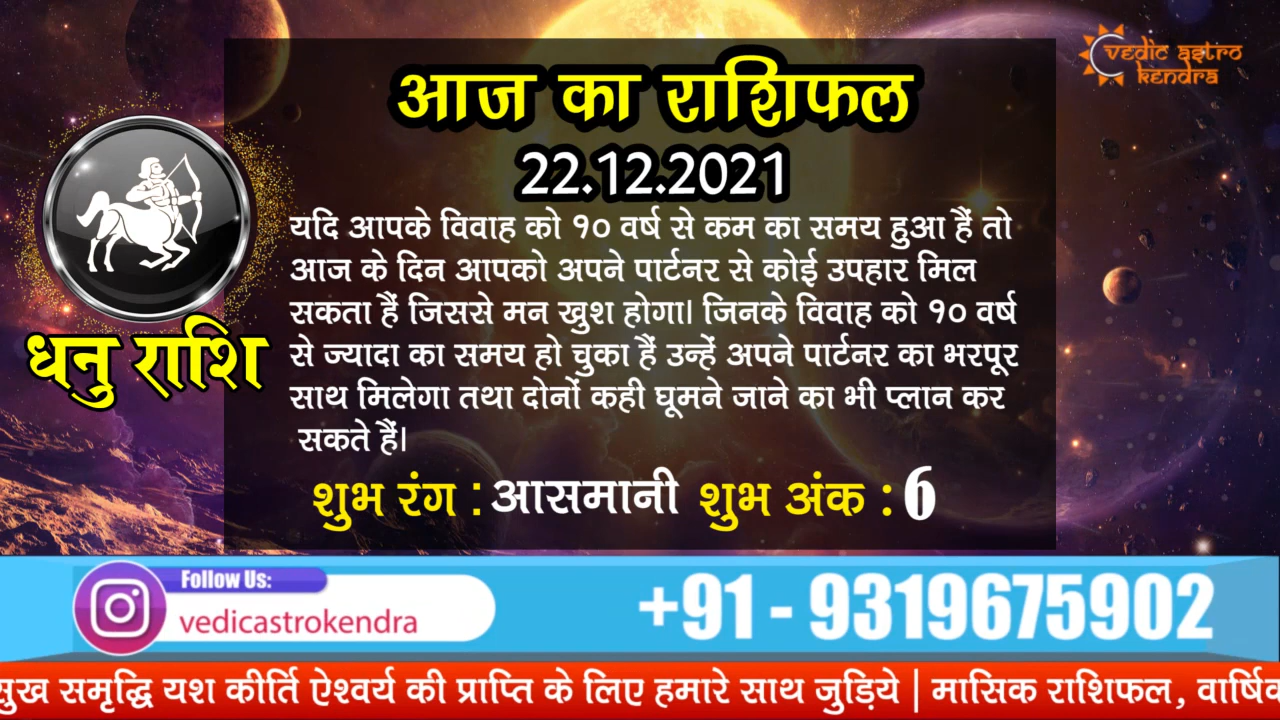 vedic astro
kendra
आज का राशिफल
22.12.2021
यदि आपके विवाह को १० वर्ष से कम का समय हुआ हैं तो
आज के दिन आपको अपने पार्टनर से कोई उपहार मिल
सकता हैं जिससे मन खुश होगा। जिनके विवाह को १० वर्ष
से ज्यादा का समय हो चुका हैं उन्हें अपने पार्टनर का भरपूर
साथ मिलेगा तथा दोनों कही घूमने जाने का भी प्लान कर
सकते हैं।
धनु राशि
शुभ रंग : आसमानी शुभ अंक : 6
Follow Us:
vedicastrokendra
+91 - 9319675902
सुख समृद्धि यश कीर्ति ऐश्वर्य की प्राप्ति के लिए हमारे साथ जुड़िये | मासिक राशिफल,